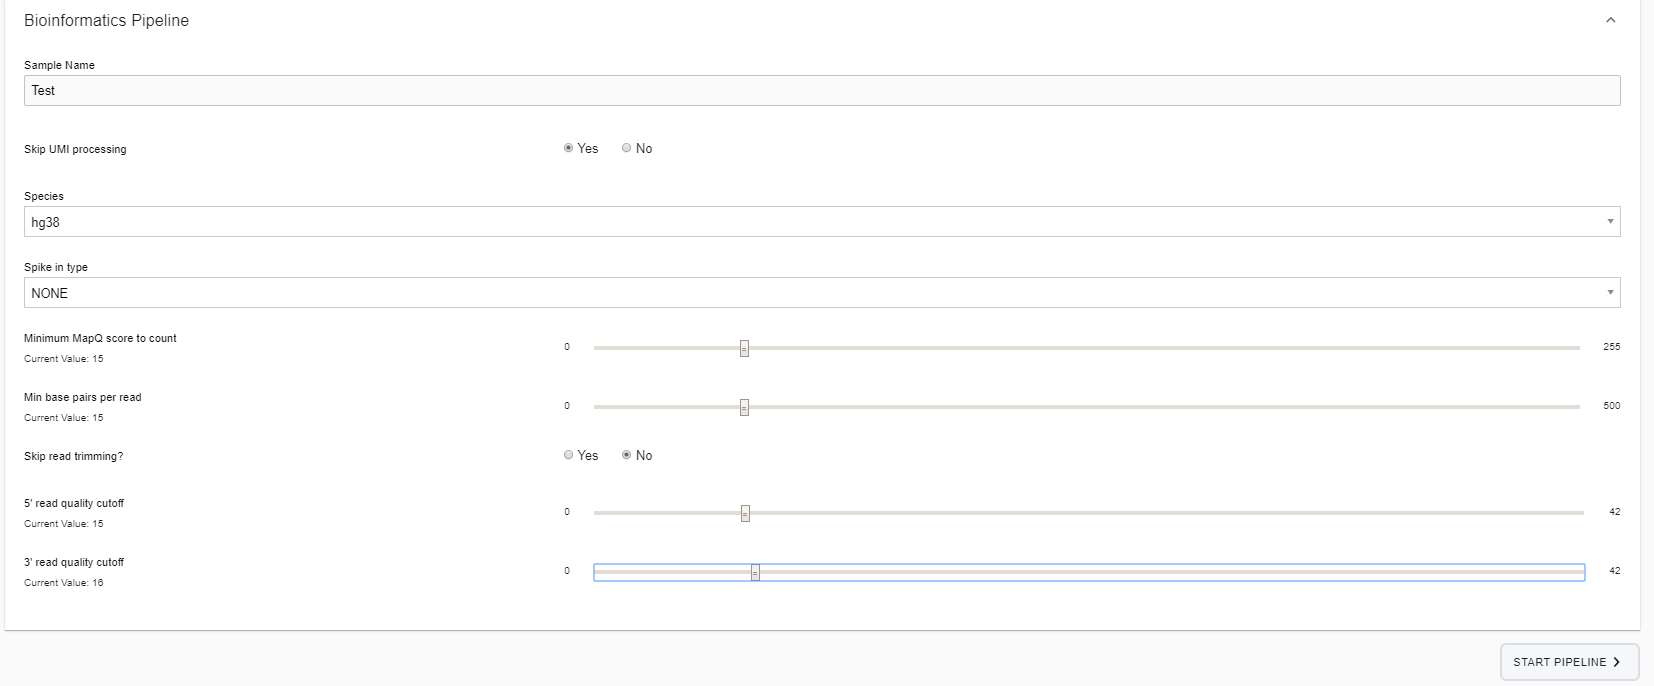 Bioinformatics Pipeline
Sample Name
Test
Skip UMI processing
Yes No
Species
hg38
Spike in type
NONE
Minimum MapQ score to count
Current Value: 15
0 255
Min base pairs per read
Current Value: 15
0 500
Skip read trimming?
Yes No
5' read quality cutoff
Current Value: 15
0 42
3' read quality cutoff
Current Value: 16
0 42
START PIPELINE